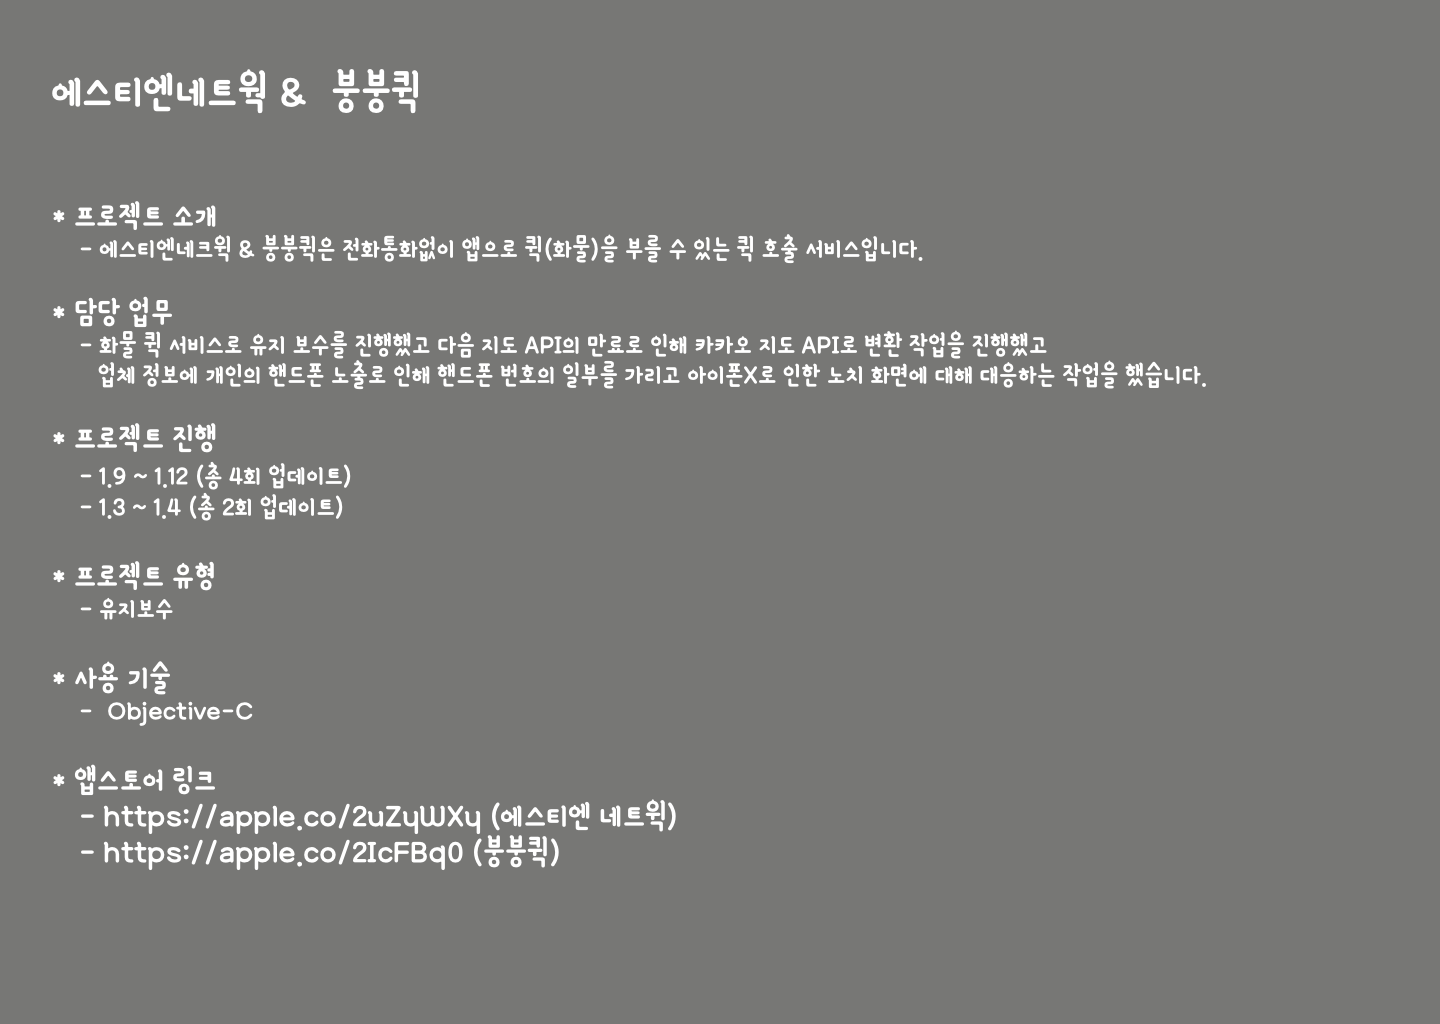 에스티엔네트웍 & 붕붕퀵
* 프로젝트 소개
- 에스티엔네크웍 & 붕붕퀵은 전화통화없이 앱으로 퀵(화물)을 부를 수 있는 퀵 호출 서비스입니다.
* 담당 업무
- 화물 퀵 서비스로 유지 보수를 진행했고 다음 지도 API의 만료로 인해 카카오 지도 API로 변환 작업을 진행했고
업체 정보에 개인의 핸드폰 노출로 인해 핸드폰 번호의 일부를 가리고 아이폰X로 인한 노치 화면에 대해 대응하는 작업을 했습니다.
* 프로젝트 진행
- 1.9 ~ 1.12 (총 4회 업데이트)
- 1.3 ~ 1.4 (총 2회 업데이트)
* 프로젝트 유형
- 유지보수
* 사용 기술
- Objective-C
* 앱스토어 링크
- https://apple.co/2uZyWXy (에스티엔 네트웍)
- https://apple.co/2IcFBq0 (붕붕퀵)